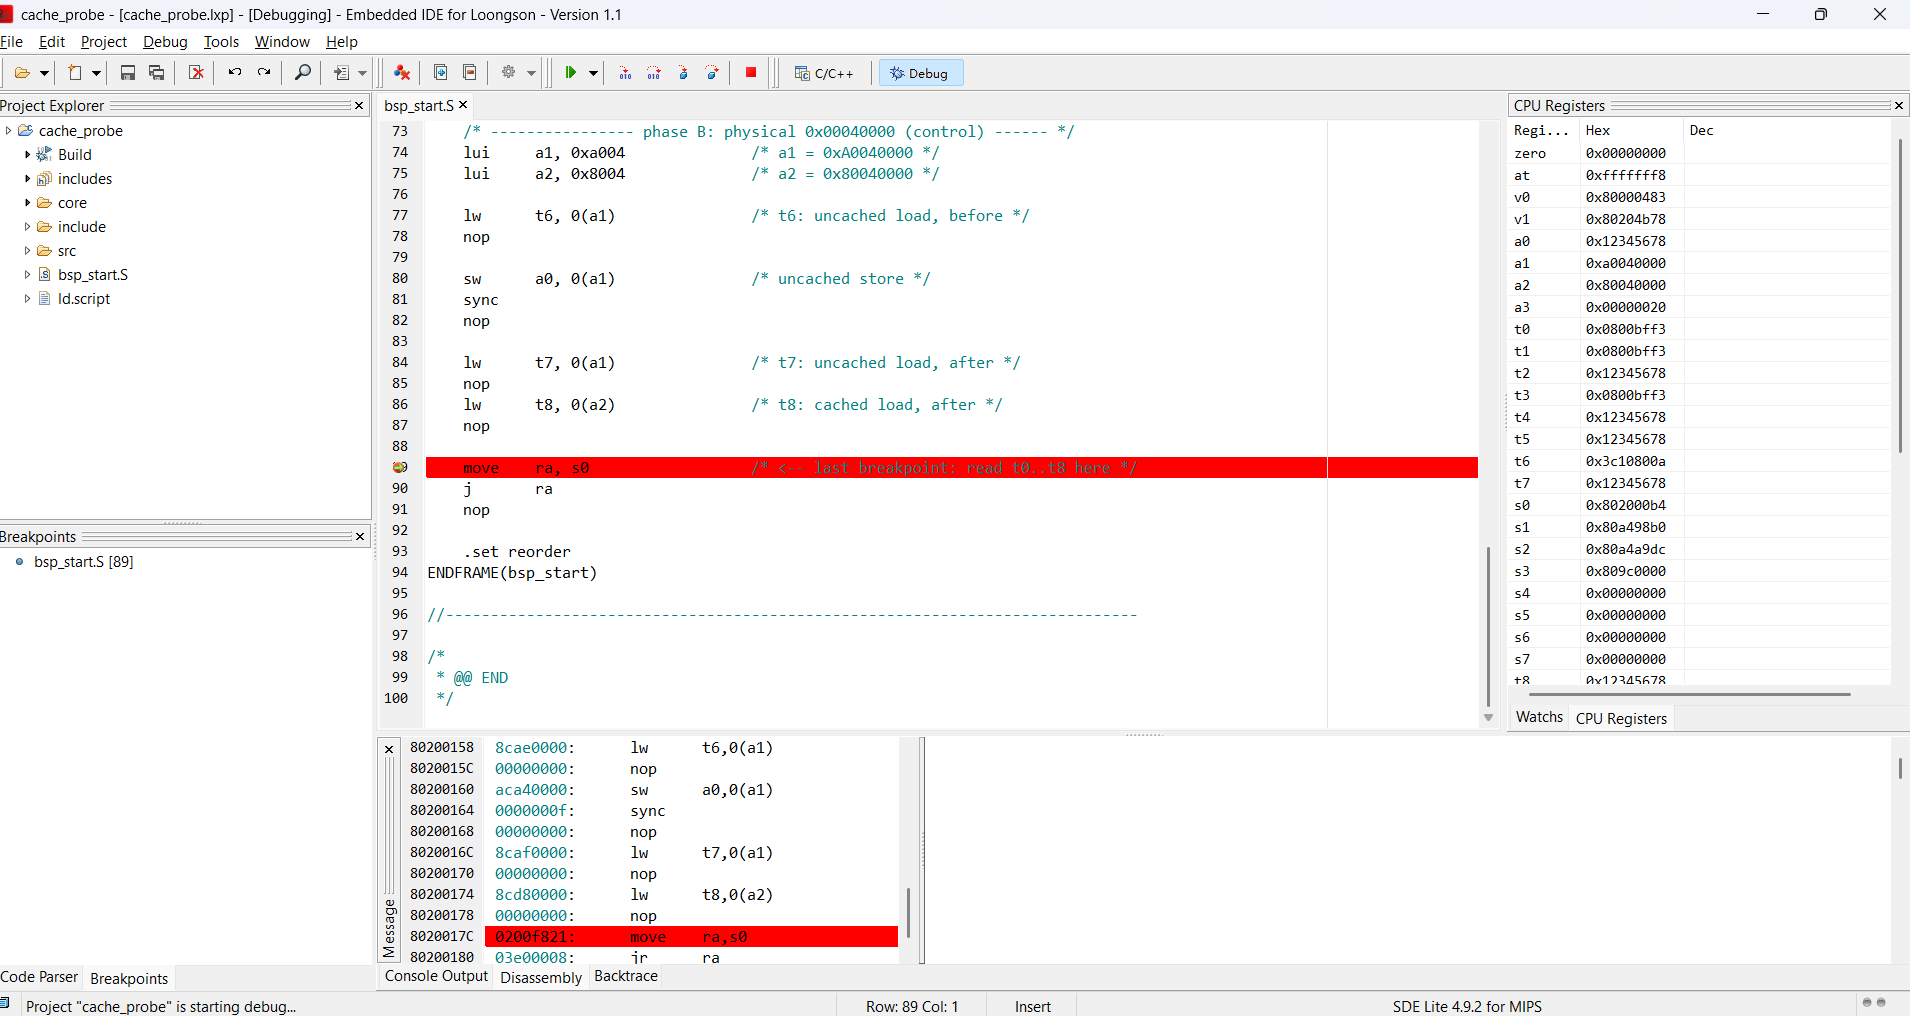 cache_probe - [cache_probe.lxp] - [Debugging] - Embedded IDE for Loongson - Version 1.1
File Edit Project Debug Tools Window Help
C/C++ Debug
Project Explorer
cache_probe
Build
includes
core
include
src
bsp_start.S
ld.script
Breakpoints
bsp_start.S [89]
Code Parser Breakpoints
bsp_start.S
73 /* ---------------- phase B: physical 0x00040000 (control) ------ */
74 lui a1, 0xa004 /* a1 = 0xA0040000 */
75 lui a2, 0x8004 /* a2 = 0x80040000 */
76
77 lw t6, 0(a1) /* t6: uncached load, before */
78 nop
79
80 sw a0, 0(a1) /* uncached store */
81 sync
82 nop
83
84 lw t7, 0(a1) /* t7: uncached load, after */
85 nop
86 lw t8, 0(a2) /* t8: cached load, after */
87 nop
88
9 move ra, s0 /* <-- last breakpoint: read t0..t8 here */
90 j ra
91 nop
92
93 .set reorder
94 ENDFRAME(bsp_start)
95
96 //-----------------------------------------------------------------------------
97
98 /*
99 * @@ END
100 */
CPU Registers
Regi... Hex Dec
zero 0x00000000
at 0xfffffff8
v0 0x80000483
v1 0x80204b78
a0 0x12345678
a1 0xa0040000
a2 0x80040000
a3 0x00000020
t0 0x0800bff3
t1 0x0800bff3
t2 0x12345678
t3 0x0800bff3
t4 0x12345678
t5 0x12345678
t6 0x3c10800a
t7 0x12345678
s0 0x802000b4
s1 0x80a498b0
s2 0x80a4a9dc
s3 0x809c0000
s4 0x00000000
s5 0x00000000
s6 0x00000000
s7 0x00000000
t8 0x12345678
Watchs CPU Registers
Message
80200158 8cae0000: lw t6,0(a1)
8020015C 00000000: nop
80200160 aca40000: sw a0,0(a1)
80200164 0000000f: sync
80200168 00000000: nop
8020016C 8caf0000: lw t7,0(a1)
80200170 00000000: nop
80200174 8cd80000: lw t8,0(a2)
80200178 00000000: nop
8020017C 0200f821: move ra,s0
80200180 03e00008: jr ra
Console Output Disassembly Backtrace
Project "cache_probe" is starting debug... Row: 89 Col: 1 Insert SDE Lite 4.9.2 for MIPS